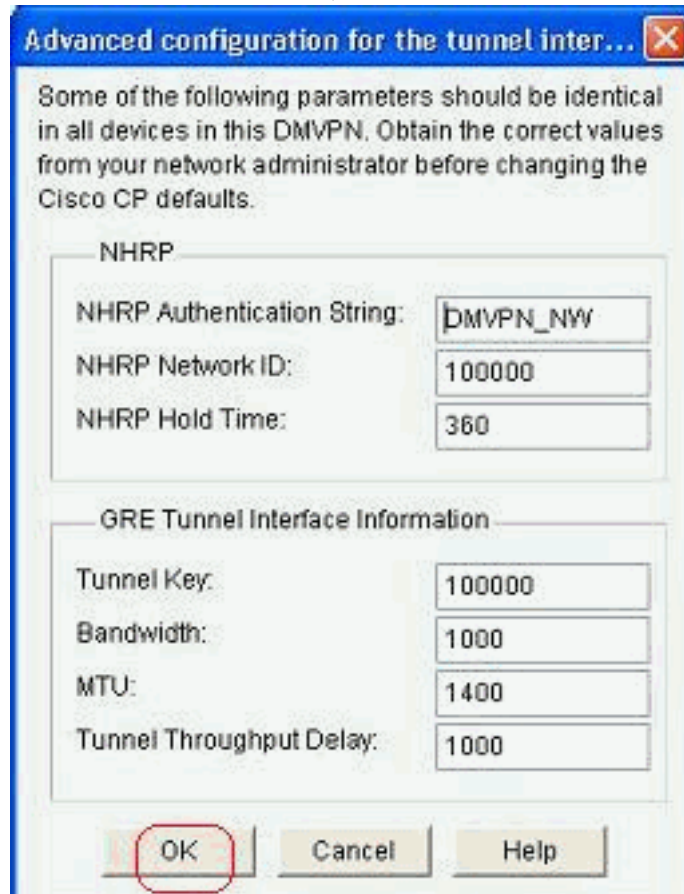 Advanced configuration for the tunnel inter...
Some of the following parameters should be identical
in all devices in this DMVPN. Obtain the correct values
from your network administrator before changing the
Cisco CP defaults.
NHRP
NHRP Authentication String: DMVPN_NW
NHRP Network ID: 100000
NHRP Hold Time: 360
GRE Tunnel Interface Information
Tunnel Key: 100000
Bandwidth: 1000
MTU: 1400
Tunnel Throughput Delay: 1000
OK Cancel Help